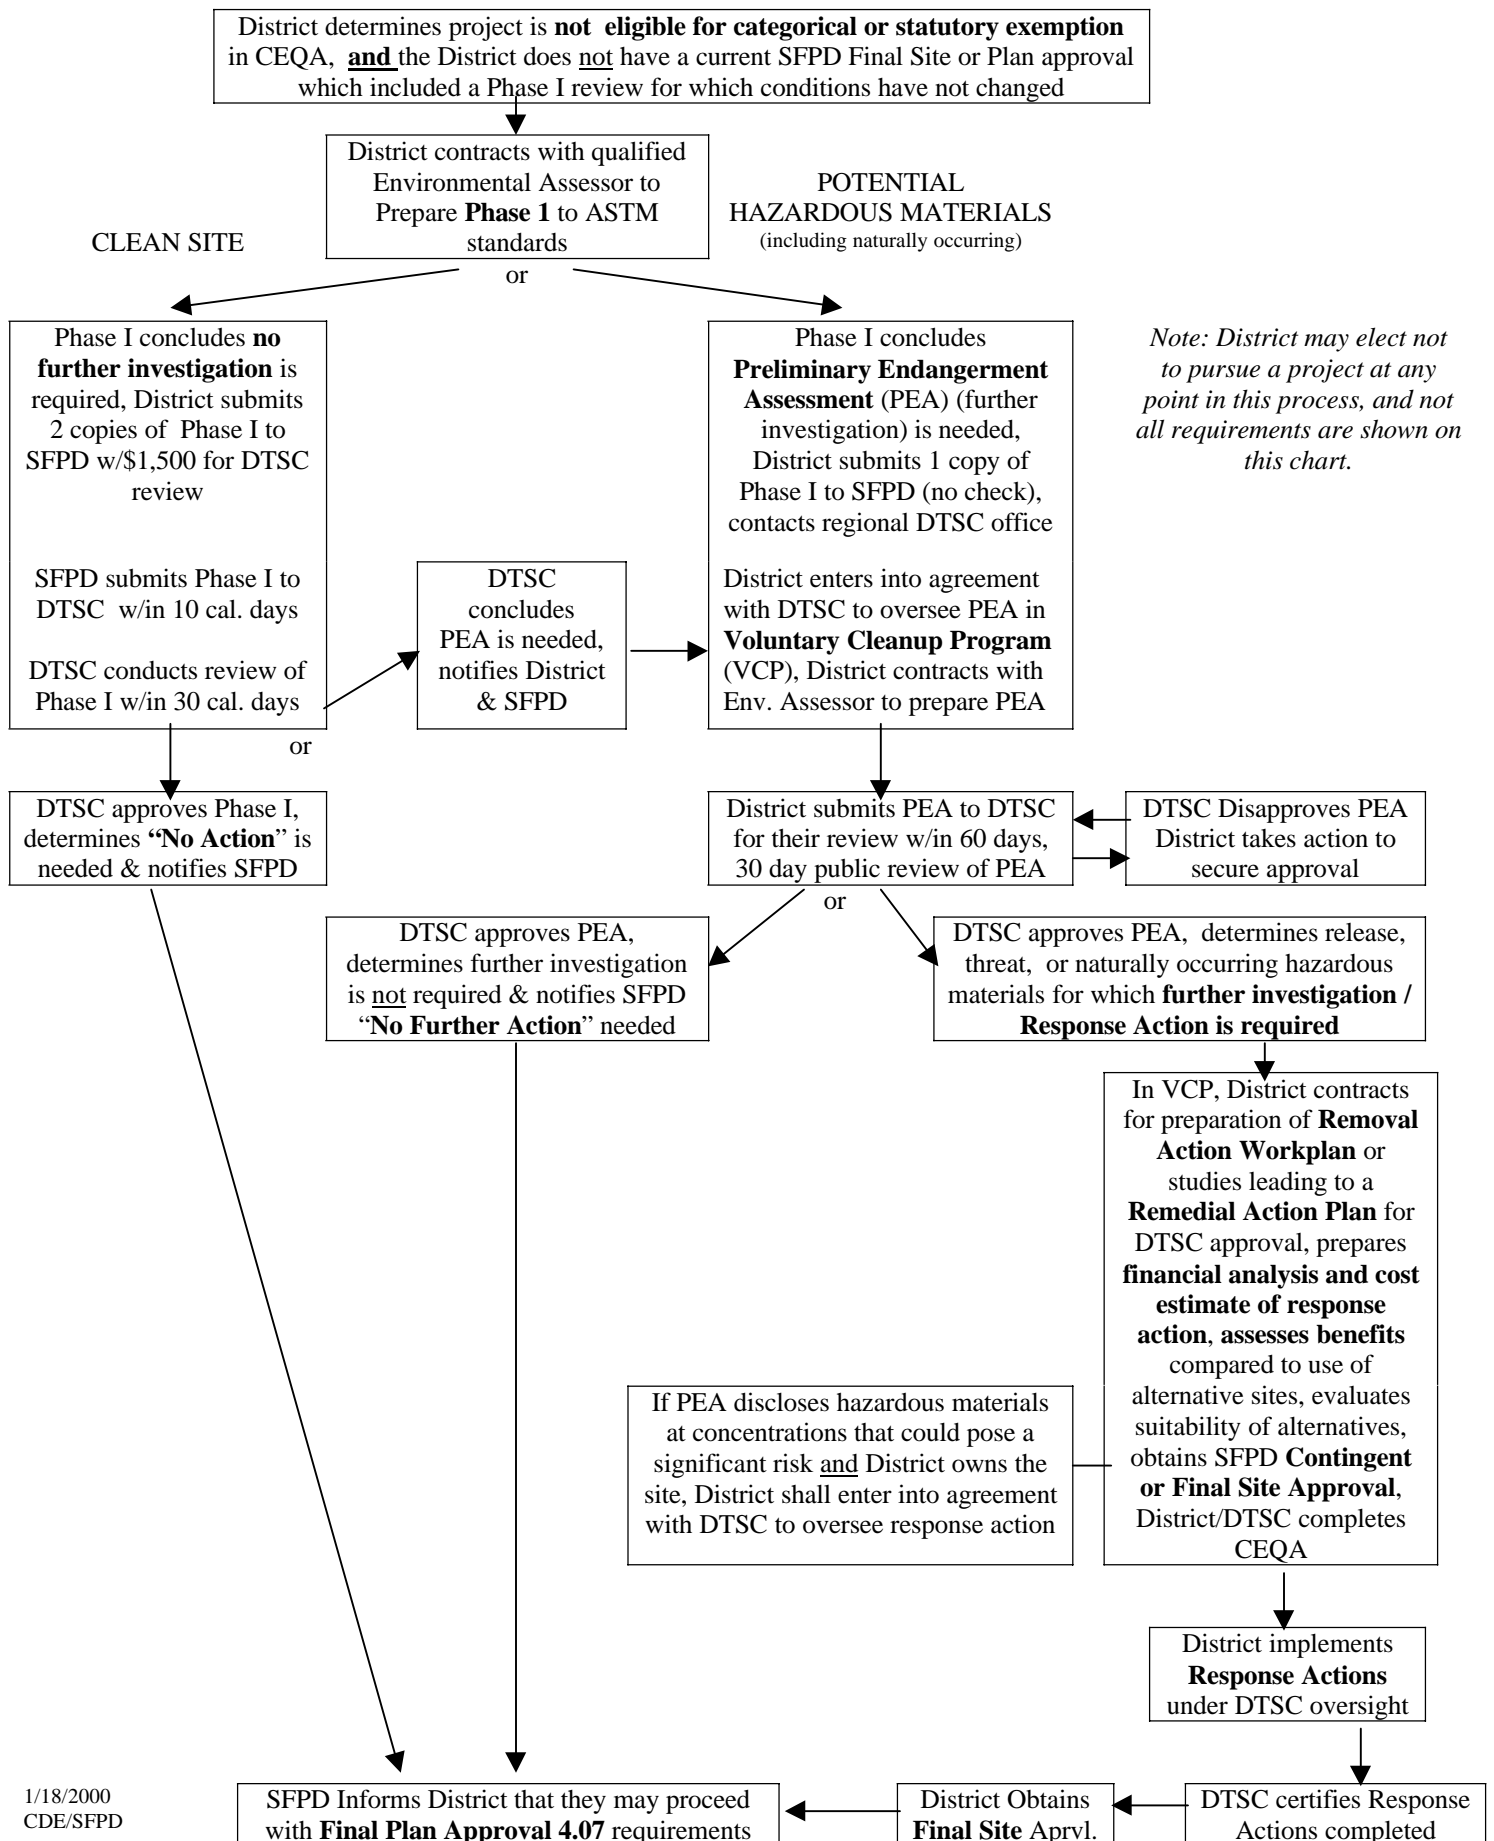 District determines project is not eligible for categorical or statutory exemption
in CEQA, and the District does not have a current SFPD Final Site or Plan approval
which included a Phase I review for which conditions have not changed
District contracts with qualified
Environmental Assessor to
Prepare Phase 1 to ASTM
standards
POTENTIAL
HAZARDOUS MATERIALS
(including naturally occurring)
CLEAN SITE
or
Phase I concludes no
further investigation is
required, District submits
2 copies of Phase I to
SFPD w/$1,500 for DTSC
review
SFPD submits Phase I to
DTSC w/in 10 cal. days
DTSC conducts review of
Phase I w/in 30 cal. days
or
DTSC
concludes
PEA is needed,
notifies District
& SFPD
Phase I concludes
Preliminary Endangerment
Assessment (PEA) (further
investigation) is needed,
District submits 1 copy of
Phase I to SFPD (no check),
contacts regional DTSC office
District enters into agreement
with DTSC to oversee PEA in
Voluntary Cleanup Program
(VCP), District contracts with
Env. Assessor to prepare PEA
Note: District may elect not
to pursue a project at any
point in this process, and not
all requirements are shown on
this chart.
DTSC approves Phase I,
determines “No Action” is
needed & notifies SFPD
District submits PEA to DTSC
for their review w/in 60 days,
30 day public review of PEA
DTSC Disapproves PEA
District takes action to
secure approval
or
DTSC approves PEA,
determines further investigation
is not required & notifies SFPD
“No Further Action” needed
DTSC approves PEA, determines release,
threat, or naturally occurring hazardous
materials for which further investigation /
Response Action is required
In VCP, District contracts
for preparation of Removal
Action Workplan or
studies leading to a
Remedial Action Plan for
DTSC approval, prepares
financial analysis and cost
estimate of response
action, assesses benefits
compared to use of
alternative sites, evaluates
suitability of alternatives,
obtains SFPD Contingent
or Final Site Approval,
District/DTSC completes
CEQA
If PEA discloses hazardous materials
at concentrations that could pose a
significant risk and District owns the
site, District shall enter into agreement
with DTSC to oversee response action
District implements
Response Actions
under DTSC oversight
1/18/2000
CDE/SFPD
SFPD Informs District that they may proceed
with Final Plan Approval 4.07 requirements
District Obtains
Final Site Aprvl.
DTSC certifies Response
Actions completed